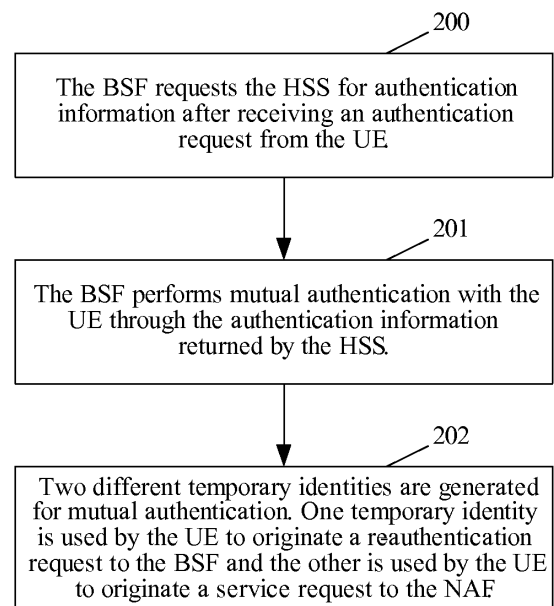 200
The BSF requests the HSS for authentication
information after receiving an authentication
request from the UE.
201
The BSF performs mutual authentication with the
UE through the authentication information
returned by the HSS.
202
Two different temporary identities are generated
for mutual authentication. One temporary identity
is used by the UE to originate a re-authentication
request to the BSF and the other is used by the UE
to originate a service request to the NAF.